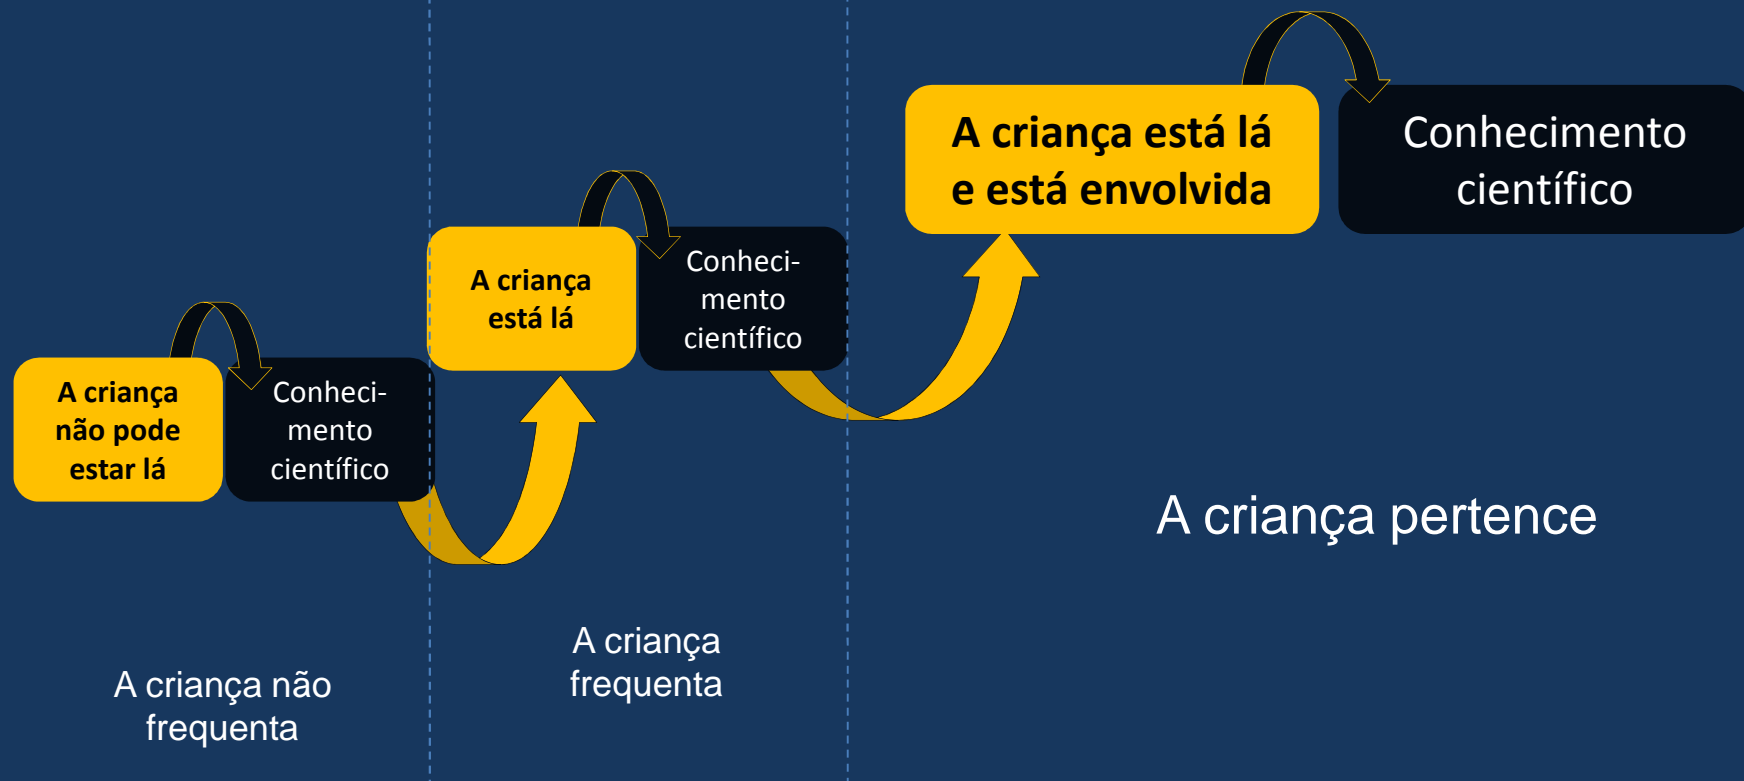 A criança
não pode
estar lá
Conheci-
mento
científico
A criança não
frequenta
A criança
está lá
Conheci-
mento
científico
A criança
frequenta
A criança está lá
e está envolvida
Conhecimento
científico
A criança pertence